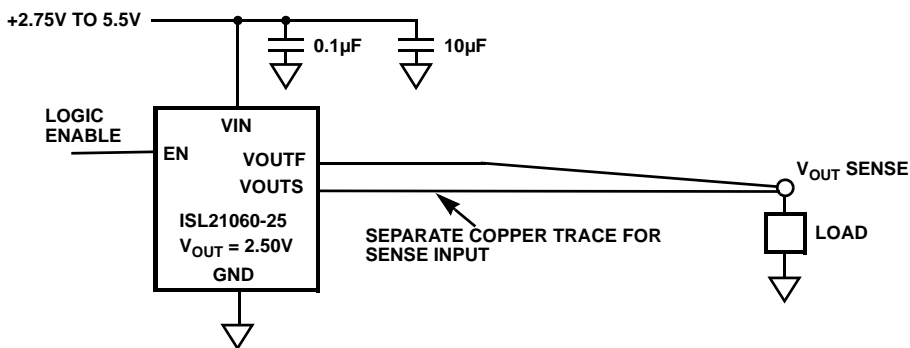 +2.75V TO 5.5V
0.1µF
10µF
LOGIC
ENABLE
VIN
EN
VOUTF
VOUTS
ISL21060-25
VOUT = 2.50V
GND
SEPARATE COPPER TRACE FOR
SENSE INPUT
VOUT SENSE
LOAD